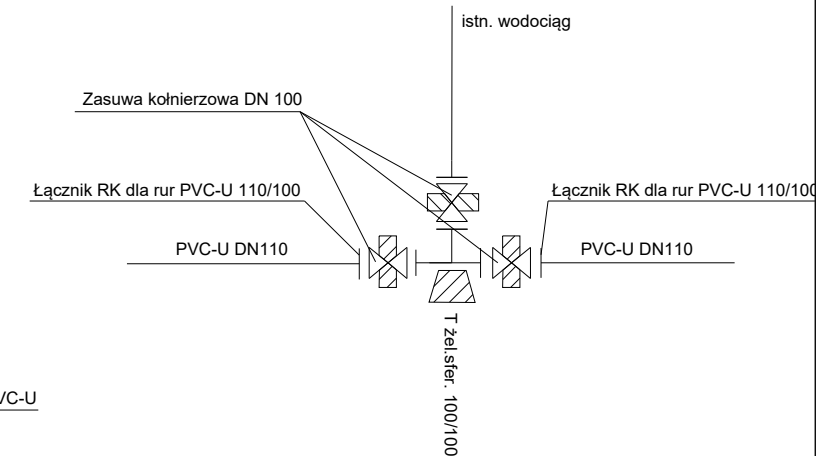 istn. wodociąg
Zasuwa kołnierzowa DN 100
Łącznik RK dla rur PVC-U 110/100
Łącznik RK dla rur PVC-U 110/100
PVC-U DN110
PVC-U DN110
T żel.sfer. 100/100
VC-U